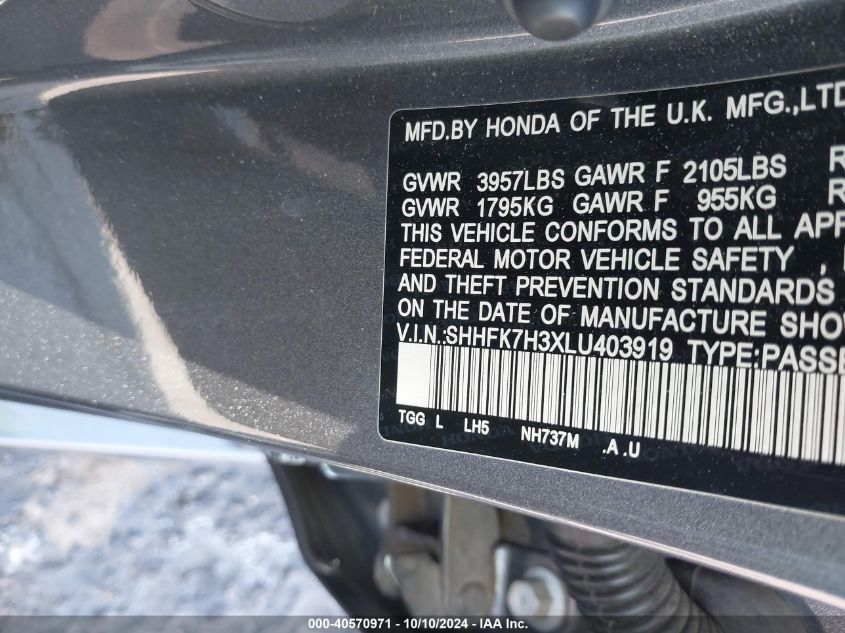 MFD.BY HONDA OF THE U.K. MFG.,LTD
GVWR 3957LBS GAWR F 2105LBS R
GVWR 1795KG GAWR F 955KG R
THIS VEHICLE CONFORMS TO ALL APP
FEDERAL MOTOR VEHICLE SAFETY ,
AND THEFT PREVENTION STANDARDS
ON THE DATE OF MANUFACTURE SHO
V.I.N.:SHHFK7H3XLU403919 TYPE:PASSE
TGG L LH5 NH737M .A.U
000-40570971 - 10/10/2024 - IAA Inc.